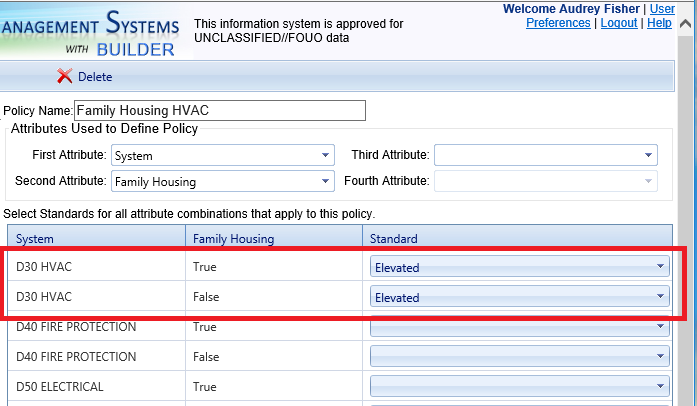 ANAGEMENT SYSTEMS
WITH BUILDER
This information system is approved for
UNCLASSIFIED//FOUO data
Welcome Audrey Fisher | User
Preferences | Logout | Help
Delete
Policy Name: Family Housing HVAC
Attributes Used to Define Policy
First Attribute: System Third Attribute:
Second Attribute: Family Housing Fourth Attribute:
Select Standards for all attribute combinations that apply to this policy.
System Family Housing Standard
D30 HVAC True Elevated
D30 HVAC False Elevated
D40 FIRE PROTECTION True
D40 FIRE PROTECTION False
D50 ELECTRICAL True